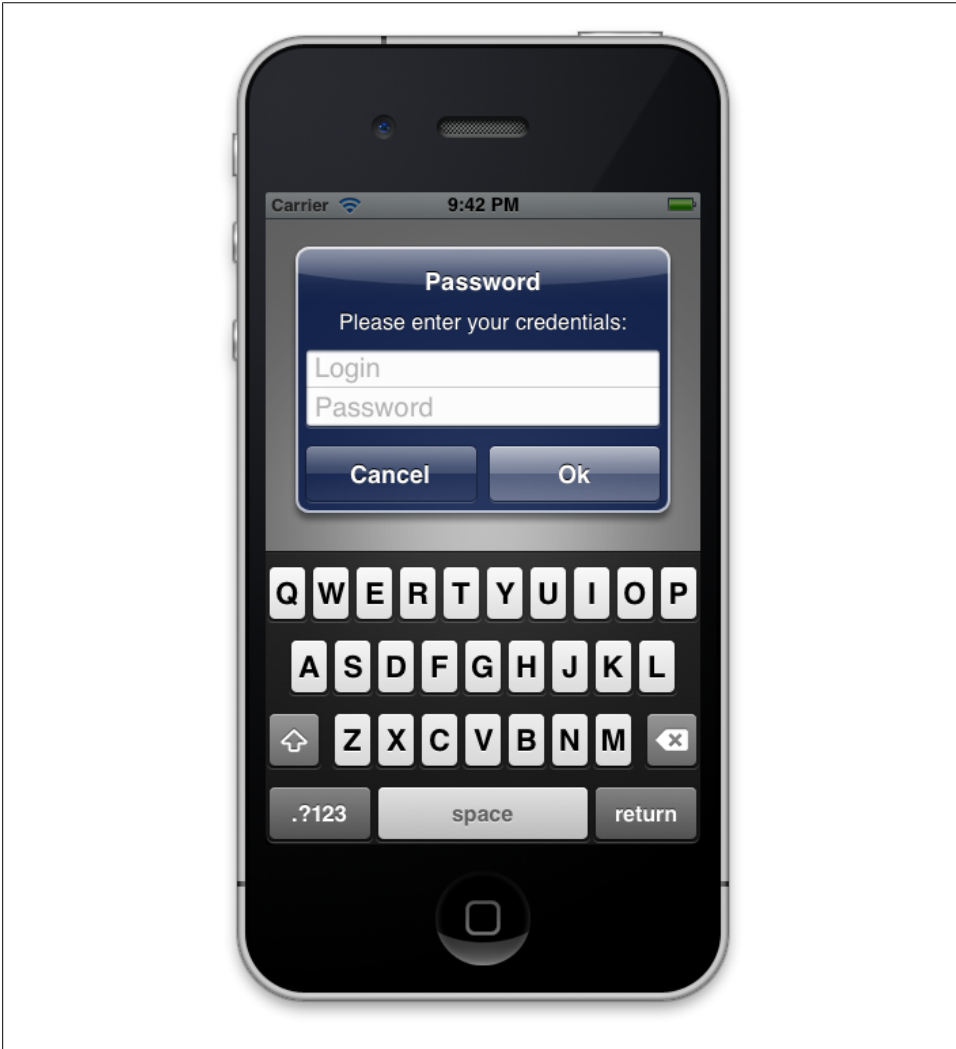 Carrier 9:42 PM
Password
Please enter your credentials:
Login
Password
Cancel Ok
Q W E R T Y U I O P
A S D F G H J K L
Z X C V B N M
.?123 space return